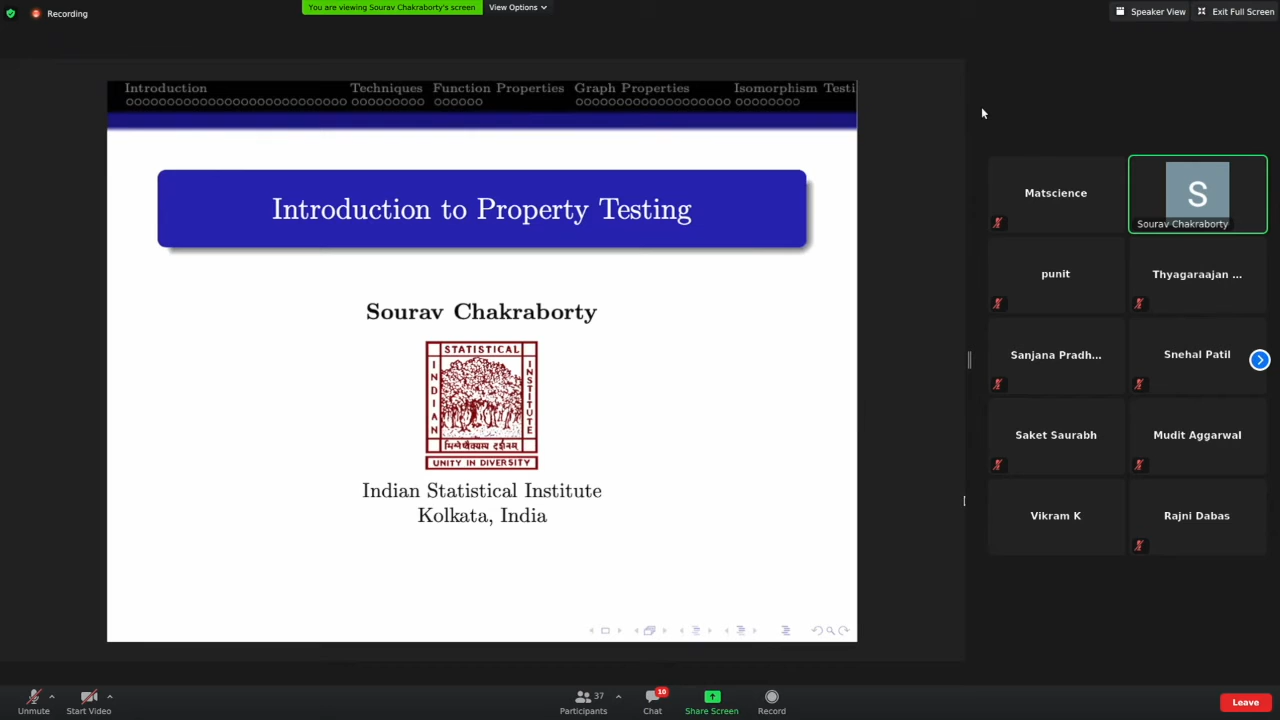 Recording
You are viewing Sourav Chakraborty's screen
View Options
Speaker View
Exit Full Screen
Introduction
Techniques
Function Properties
Graph Properties
Isomorphism Testi
Introduction to Property Testing
Sourav Chakraborty
STATISTICAL
INDIAN
INSTITUTE
UNITY IN DIVERSITY
Indian Statistical Institute
Kolkata, India
Matscience
S
Sourav Chakraborty
punit
Thyagaraajan ...
Sanjana Pradh...
Snehal Patil
Saket Saurabh
Mudit Aggarwal
Vikram K
Rajni Dabas
Unmute
Start Video
37
Participants
10
Chat
Share Screen
Record
Leave